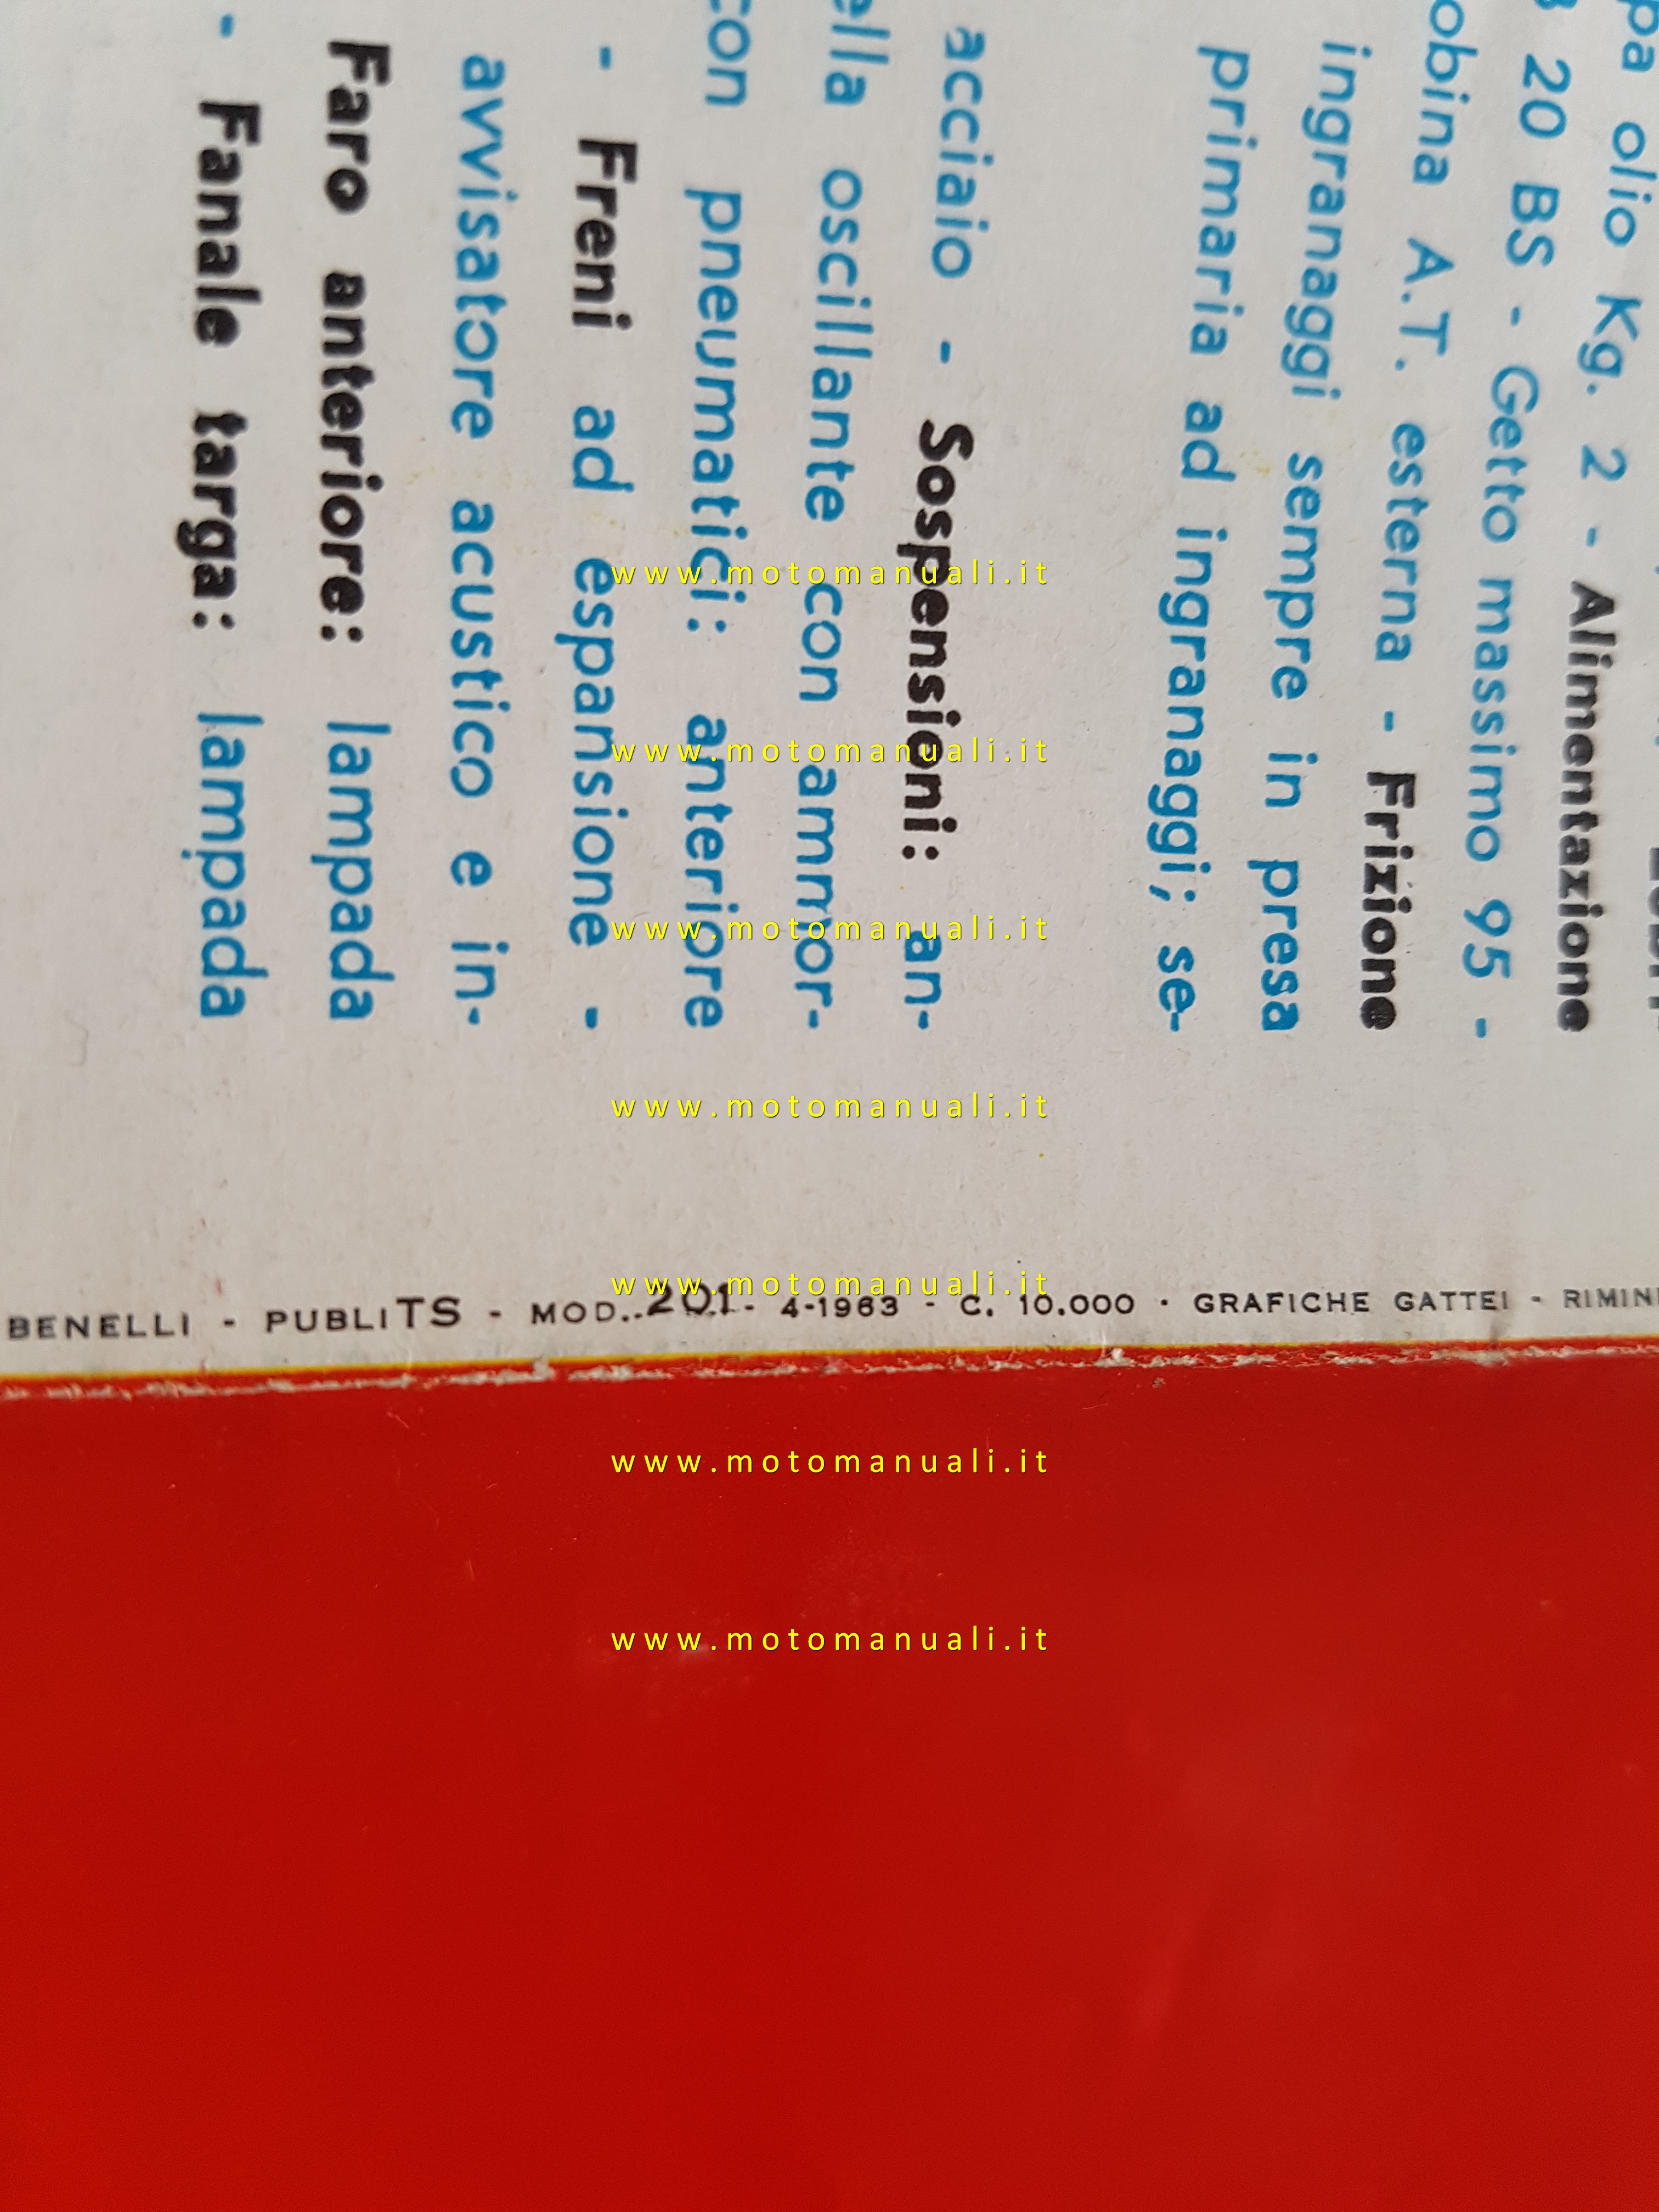 pa olio Kg. 2 - Alimentazione
20 BS - Getto massimo 95 -
obina A.T. esterna - Frizione
ingranaggi sempre in presa
primaria ad ingranaggi; se-
acciaio - Sospensioni: an-
ella oscillante con ammor-
con pneumatici: anteriore
- Freni ad espansione -
avvisatore acustico e in-
Faro anteriore: lampada
- Fanale targa: lampada
BENELLI - PUBLITS - MOD..201- 4-1963 - C. 10.000 · GRAFICHE GATTEI - RIMINI
www.motomanuali.it
www.motomanuali.it
www.motomanuali.it
www.motomanuali.it
www.motomanuali.it
www.motomanuali.it
www.motomanuali.it